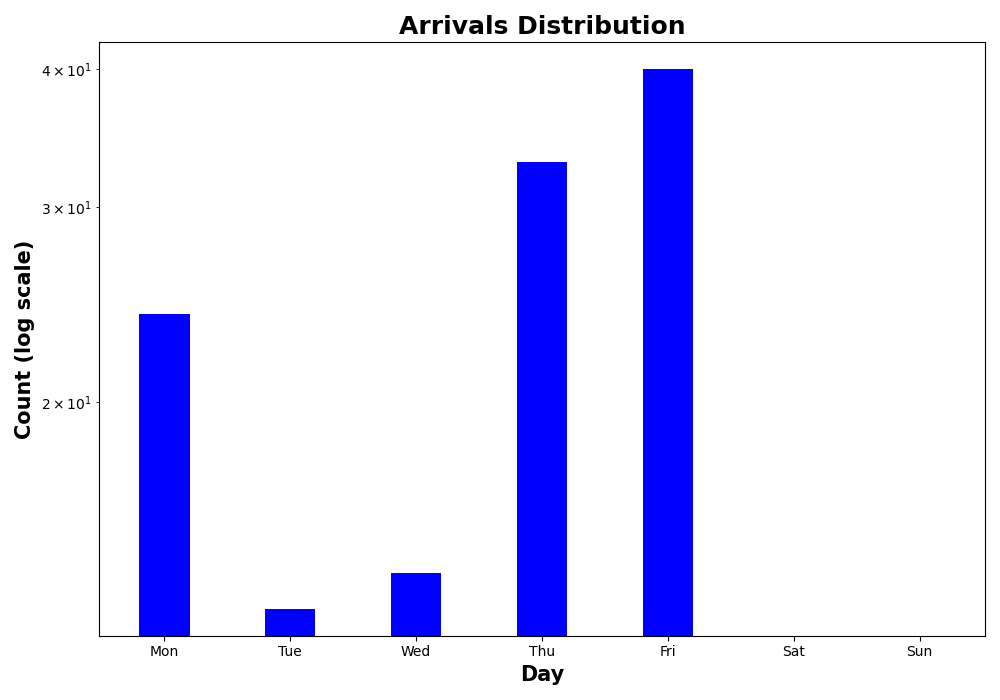 Arrivals Distribution
4 × 10¹
3 × 10¹
2 × 10¹
Count (log scale)
Mon Tue Wed Thu Fri Sat Sun
Day